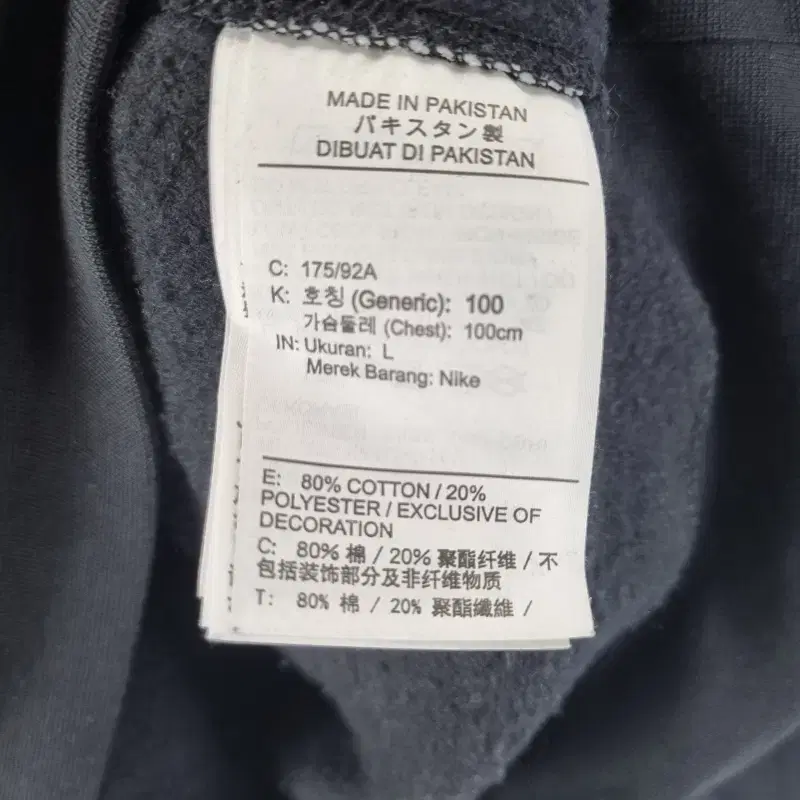 MADE IN PAKISTAN
パキスタン製
DIBUAT DI PAKISTAN
C: 175/92A
K: 호칭 (Generic): 100
가슴둘레 (Chest): 100cm
IN: Ukuran: L
Merek Barang: Nike
E: 80% COTTON / 20%
POLYESTER / EXCLUSIVE OF
DECORATION
C: 80% 棉 / 20% 聚酯纤维 / 不
包括装饰部分及非纤维物质
T: 80% 棉 / 20% 聚酯纖維 /